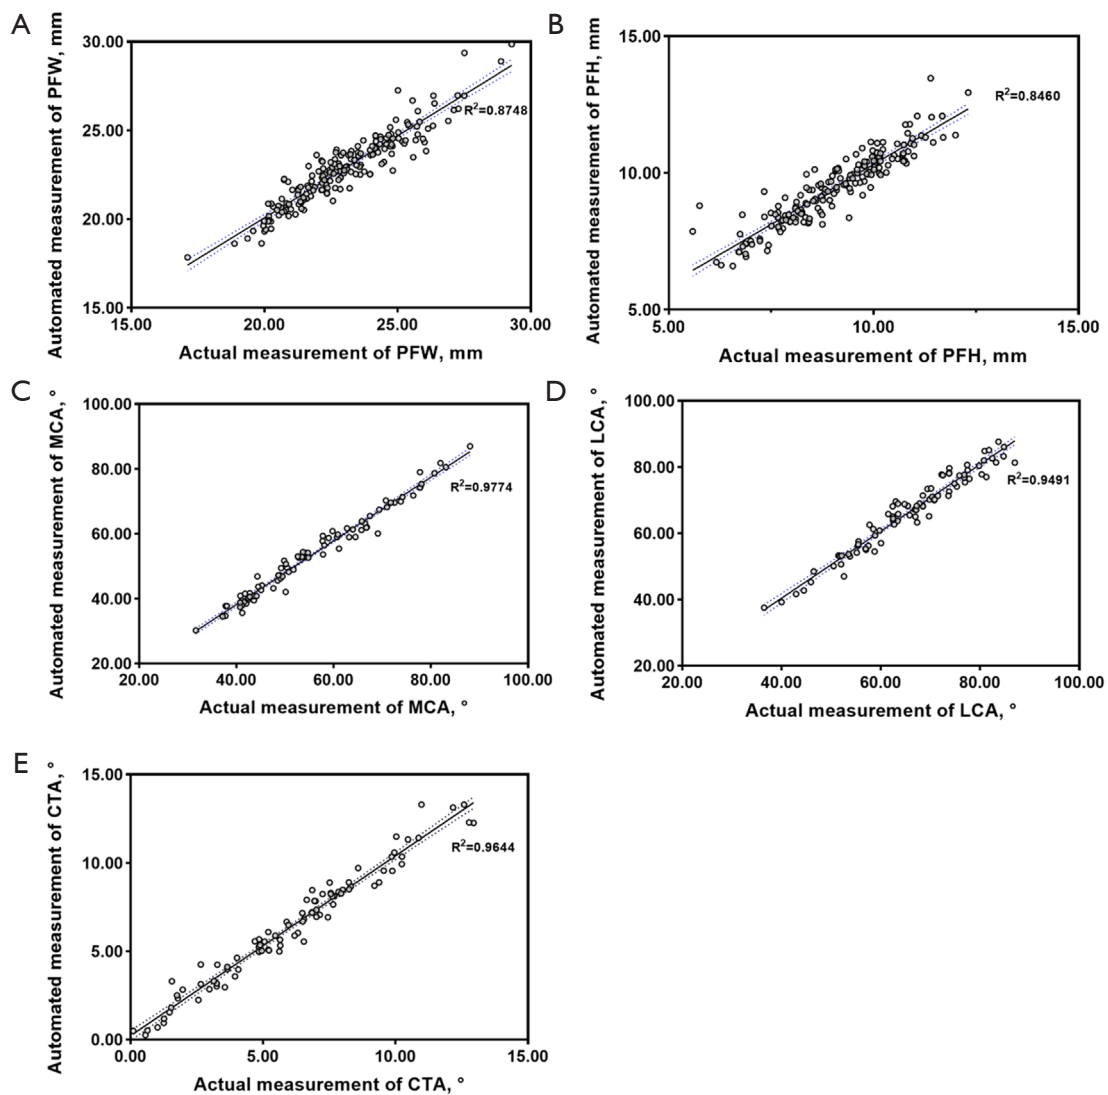 A
Automated measurement of PFW, mm
30.00
25.00
20.00
15.00
R²=0.8748
15.00 20.00 25.00 30.00
Actual measurement of PFW, mm
B
Automated measurement of PFH, mm
15.00
10.00
5.00
R²=0.8460
5.00 10.00 15.00
Actual measurement of PFH, mm
C
Automated measurement of MCA, °
100.00
80.00
60.00
40.00
20.00
R²=0.9774
20.00 40.00 60.00 80.00 100.00
Actual measurement of MCA, °
D
Automated measurement of LCA, °
100.00
80.00
60.00
40.00
20.00
R²=0.9491
20.00 40.00 60.00 80.00 100.00
Actual measurement of LCA, °
E
Automated measurement of CTA, °
15.00
10.00
5.00
0.00
R²=0.9644
0.00 5.00 10.00 15.00
Actual measurement of CTA, °